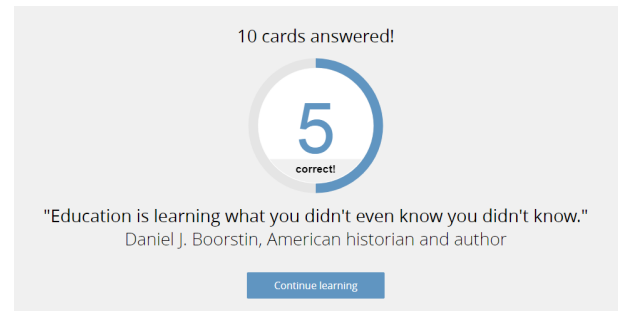 10 cards answered!
5
correct!
"Education is learning what you didn't even know you didn't know."
Daniel J. Boorstin, American historian and author
Continue learning